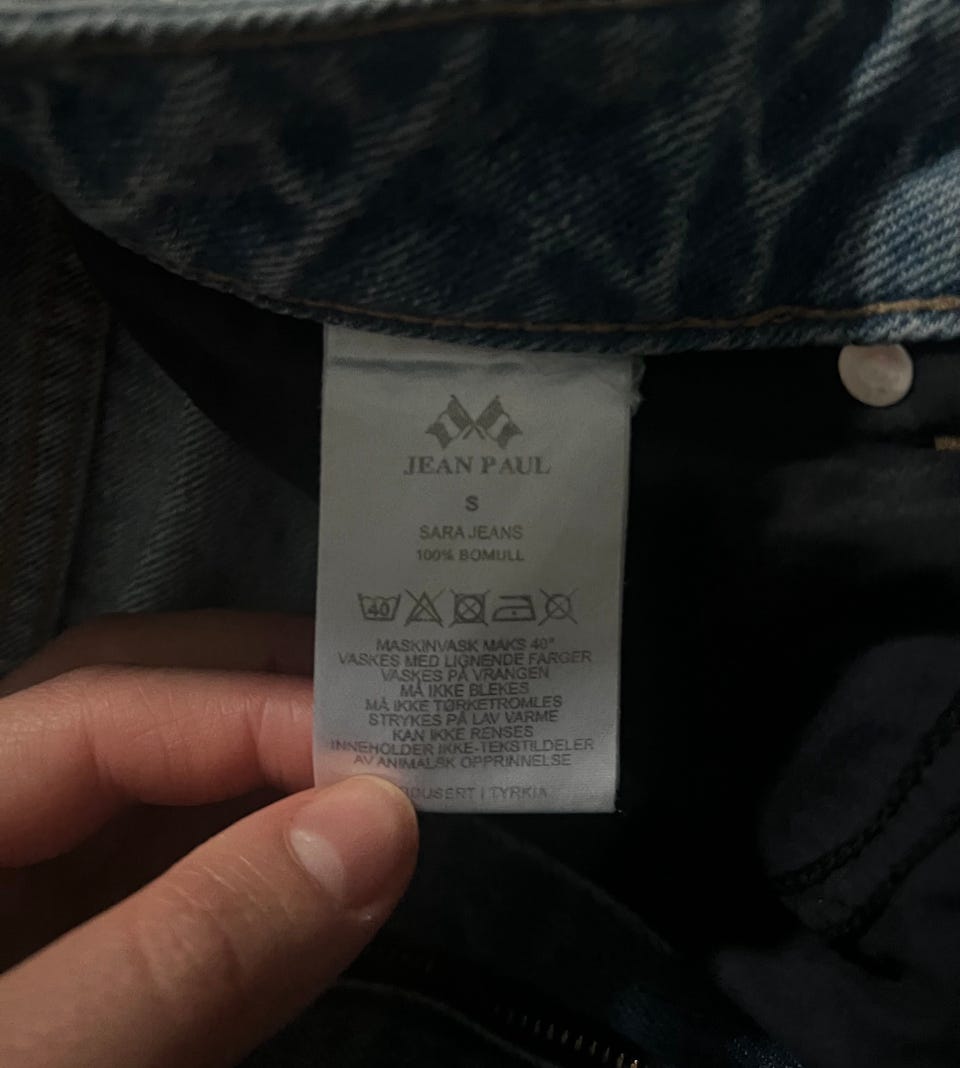 JEAN PAUL
S
SARA JEANS
100% BOMULL
40
MASKINVASK MAKS 40°
VASKES MED LIGNENDE FARGER
VASKES PÅ VRANGEN
MÅ IKKE BLEKES
MÅ IKKE TØRKETROMLES
STRYKES PÅ LAV VARME
KAN IKKE RENSES
INNEHOLDER IKKE-TEKSTILDELER
AV ANIMALSK OPPRINNELSE
I TYRKIA